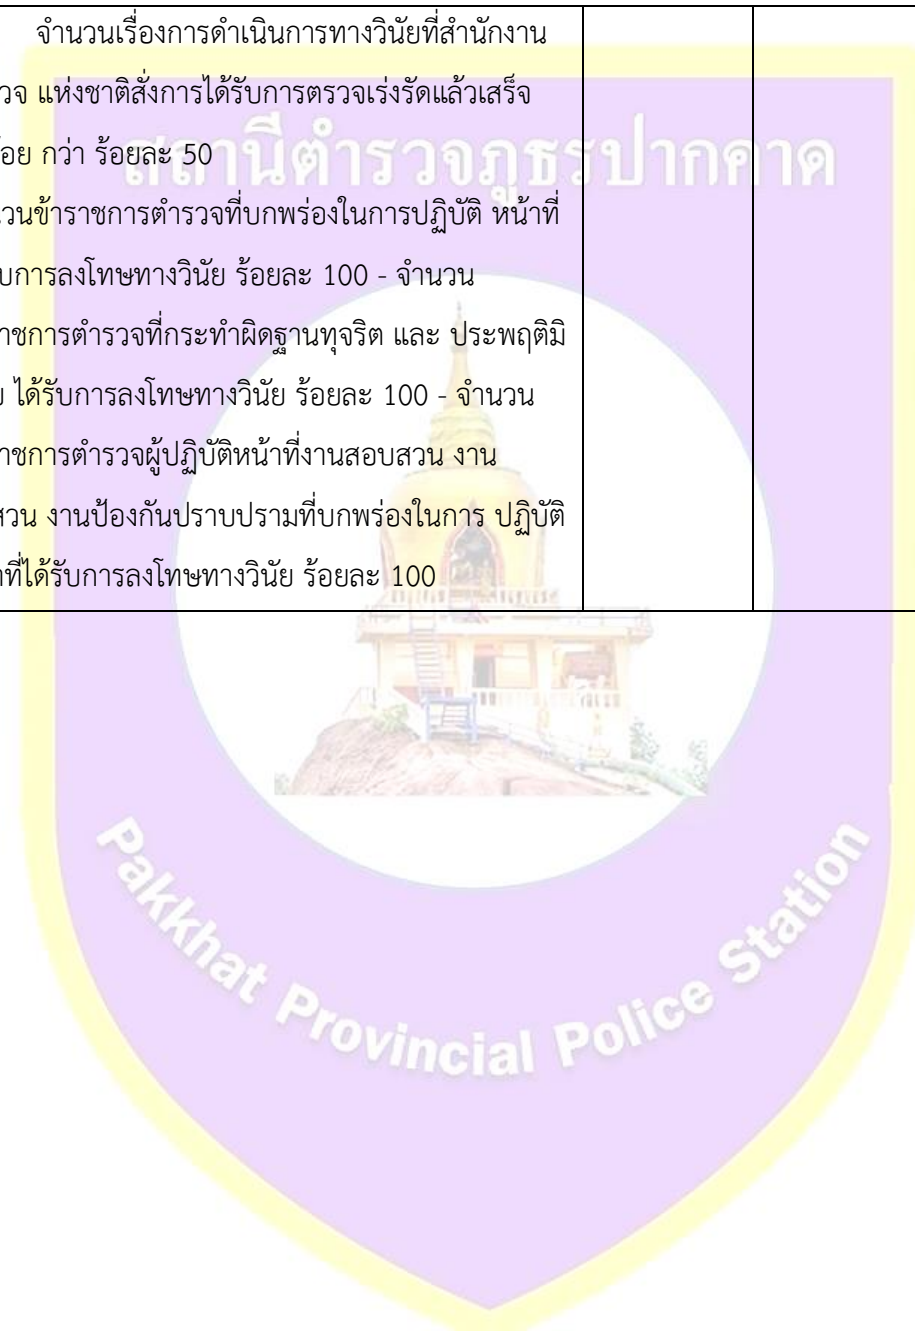 จำนวนเรื่องการดำเนินการทางวินัยที่สำนักงาน
วจ แห่งชาติสั่งการได้รับการตรวจเร่งรัดแล้วเสร็จ
อย กว่า ร้อยละ 50
วนข้าราชการตำรวจที่บกพร่องในการปฏิบัติ หน้าที่
บการลงโทษทางวินัย ร้อยละ 100 - จำนวน
าชการตำรวจที่กระทำผิดฐานทุจริต และ ประพฤติมิ
ได้รับการลงโทษทางวินัย ร้อยละ 100 - จำนวน
าชการตำรวจผู้ปฏิบัติหน้าที่งานสอบสวน งาน
สวน งานป้องกันปราบปรามที่บกพร่องในการ ปฏิบัติ
าที่ได้รับการลงโทษทางวินัย ร้อยละ 100
สถานีตำรวจภูธรปากคาด
Pakkhat Provincial Police Station